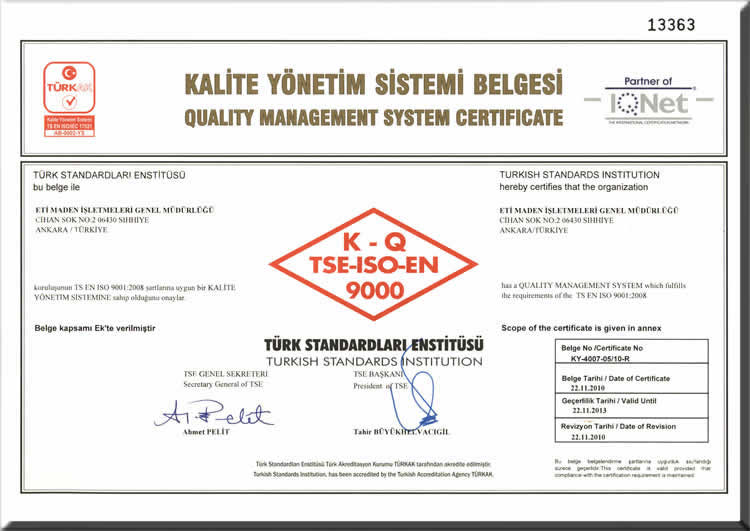 13363
TÜRKAK
Kalite Yönetim Sistemi
TS EN ISO/IEC 17021
AB-0002-YS
KALİTE YÖNETİM SİSTEMİ BELGESİ
QUALITY MANAGEMENT SYSTEM CERTIFICATE
Partner of
IQNet
THE INTERNATIONAL CERTIFICATION NETWORK
TÜRK STANDARDLARI ENSTİTÜSÜ
bu belge ile
ETİ MADEN İŞLETMELERİ GENEL MÜDÜRLÜĞÜ
CİHAN SOK NO:2 06430 SIHHİYE
ANKARA / TÜRKİYE
kuruluşunun TS EN ISO 9001:2008 şartlarına uygun bir KALİTE
YÖNETİM SİSTEMİNE sahip olduğunu onaylar.
Belge kapsamı Ek'te verilmiştir
K - Q
TSE-ISO-EN
9000
TURKISH STANDARDS INSTITUTION
hereby certifies that the organization
ETİ MADEN İŞLETMELERİ GENEL MÜDÜRLÜĞÜ
CİHAN SOK NO:2 06430 SIHHİYE
ANKARA/TÜRKİYE
has a QUALITY MANAGEMENT SYSTEM which fulfills
the requirements of the TS EN ISO 9001:2008
Scope of the certificate is given in annex
TÜRK STANDARDLARI ENSTİTÜSÜ
TURKISH STANDARDS INSTITUTION
TSE GENEL SEKRETERİ
Secretary General of TSE
A. Pelit
Ahmet PELİT
TSE BAŞKANI
President of TSE
Tahir BÜYÜKHELVACIGİL
Belge No /Certificate No
KY-4007-05/10-R
Belge Tarihi / Date of Certificate
22.11.2010
Geçerlilik Tarihi / Valid Until
22.11.2013
Revizyon Tarihi / Date of Revision
22.11.2010
Türk Standardları Enstitüsü Türk Akreditasyon Kurumu TÜRKAK tarafından akredite edilmiştir.
Turkish Standards Institution, has been accredited by the Turkish Accreditation Agency TÜRKAK.
Bu belge belgelendirme şartlarına uygunluk sağlandığı
sürece geçerlidir.This certificate is valid provided that
compliance with the certification requirement is maintained